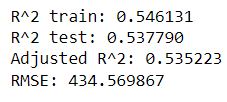 R^2 train: 0.546131
R^2 test: 0.537790
Adjusted R^2: 0.535223
RMSE: 434.569867